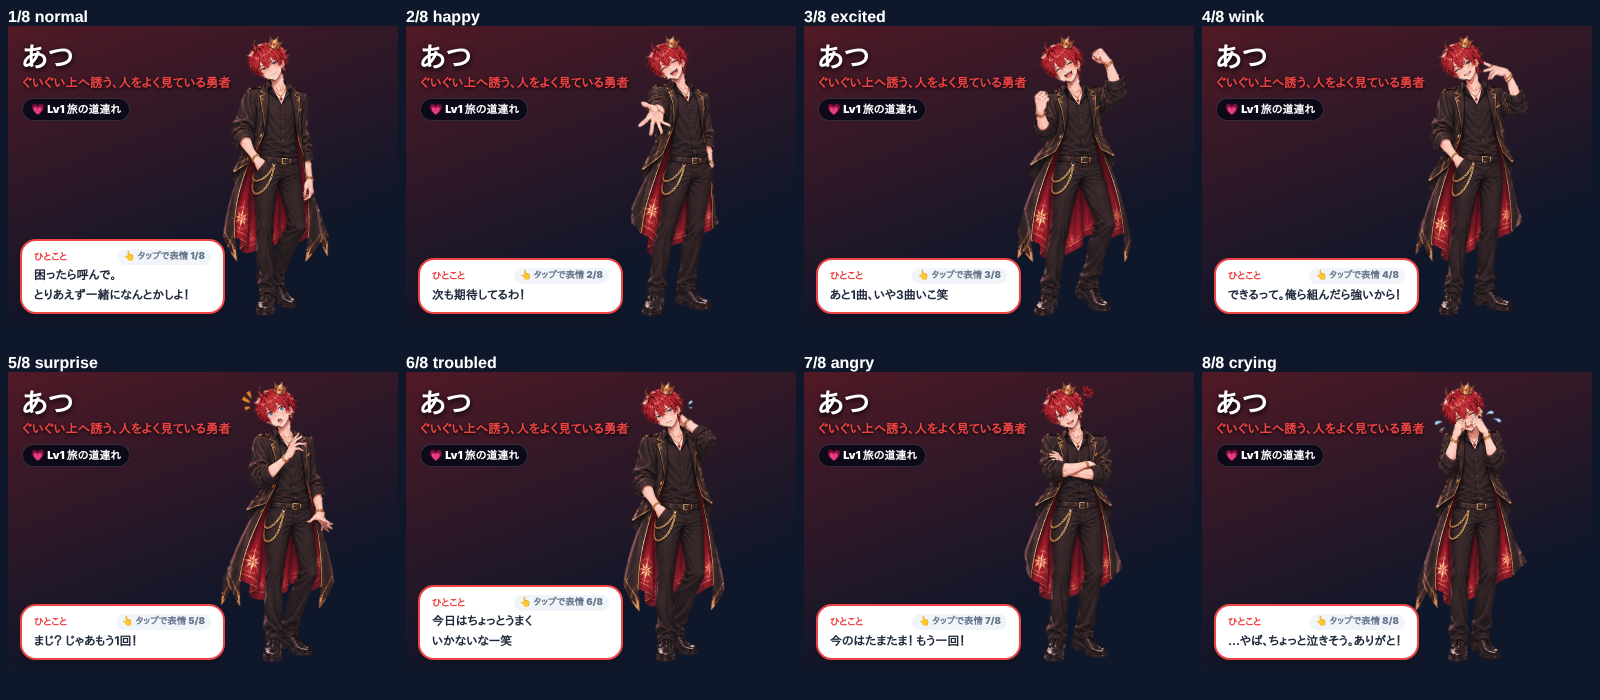 1/8 normal
あつ
ぐいぐい上へ誘う、人をよく見ている勇者
💗 Lv1 旅の道連れ
ひとこと
👆 タップで表情 1/8
困ったら呼んで。
とりあえず一緒になんとかしよ!
2/8 happy
あつ
ぐいぐい上へ誘う、人をよく見ている勇者
💗 Lv1 旅の道連れ
ひとこと
👆 タップで表情 2/8
次も期待してるわ!
3/8 excited
あつ
ぐいぐい上へ誘う、人をよく見ている勇者
💗 Lv1 旅の道連れ
ひとこと
👆 タップで表情 3/8
あと1曲、いや3曲いこ笑
4/8 wink
あつ
ぐいぐい上へ誘う、人をよく見ている勇者
💗 Lv1 旅の道連れ
ひとこと
👆 タップで表情 4/8
できるって。俺ら組んだら強いから!
5/8 surprise
あつ
ぐいぐい上へ誘う、人をよく見ている勇者
💗 Lv1 旅の道連れ
ひとこと
👆 タップで表情 5/8
まじ? じゃあもう1回!
6/8 troubled
あつ
ぐいぐい上へ誘う、人をよく見ている勇者
💗 Lv1 旅の道連れ
ひとこと
👆 タップで表情 6/8
今日はちょっとうまく
いかないな一笑
7/8 angry
あつ
ぐいぐい上へ誘う、人をよく見ている勇者
💗 Lv1 旅の道連れ
ひとこと
👆 タップで表情 7/8
今のはたまたま! もう一回!
8/8 crying
あつ
ぐいぐい上へ誘う、人をよく見ている勇者
💗 Lv1 旅の道連れ
ひとこと
👆 タップで表情 8/8
…やば、ちょっと泣きそう。ありがと!